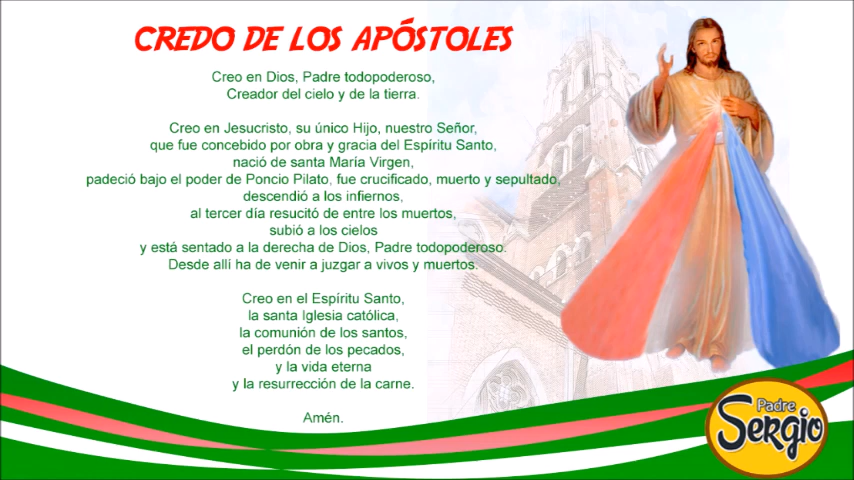 CREDO DE LOS APÓSTOLES
Creo en Dios, Padre todopoderoso,
Creador del cielo y de la tierra.
Creo en Jesucristo, su único Hijo, nuestro Señor,
que fue concebido por obra y gracia del Espíritu Santo,
nació de santa María Virgen,
padeció bajo el poder de Poncio Pilato, fue crucificado, muerto y sepultado,
descendió a los infiernos,
al tercer día resucitó de entre los muertos,
subió a los cielos
y está sentado a la derecha de Dios, Padre todopoderoso.
Desde allí ha de venir a juzgar a vivos y muertos.
Creo en el Espíritu Santo,
la santa Iglesia católica,
la comunión de los santos,
el perdón de los pecados,
y la vida eterna
y la resurrección de la carne.
Amén.
Padre
Sergio